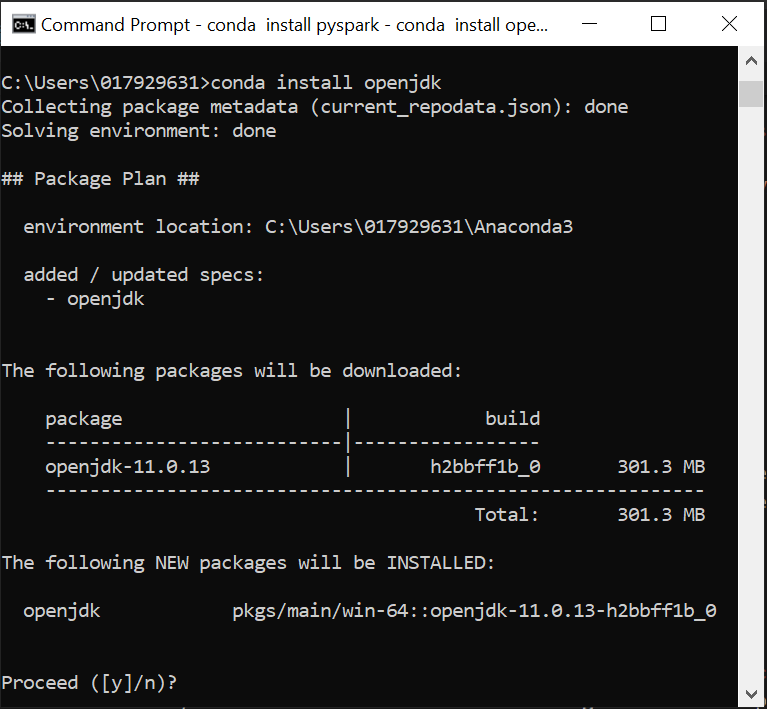 Command Prompt - conda  install pyspark - conda  install ope...
C:\Users\017929631>conda install openjdk
Collecting package metadata (current_repodata.json): done
Solving environment: done
## Package Plan ##
  environment location: C:\Users\017929631\Anaconda3
  added / updated specs:
    - openjdk
The following packages will be downloaded:
    package                    |            build
    ---------------------------|-----------------
    openjdk-11.0.13            |       h2bbff1b_0       301.3 MB
    ------------------------------------------------------------
                                           Total:       301.3 MB
The following NEW packages will be INSTALLED:
  openjdk            pkgs/main/win-64::openjdk-11.0.13-h2bbff1b_0
Proceed ([y]/n)?